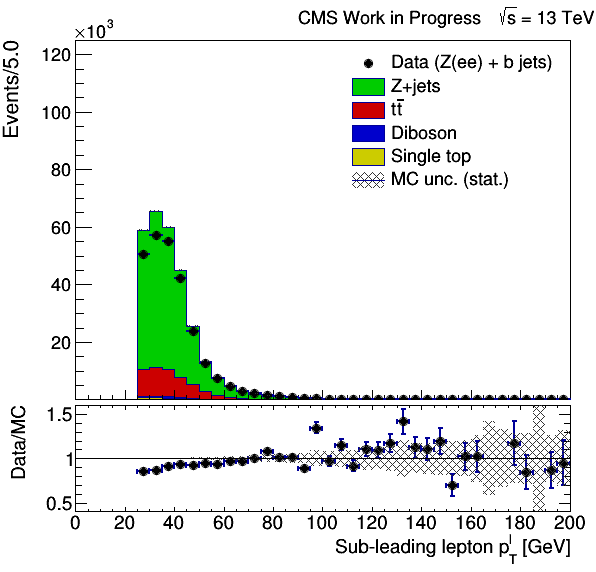 CMS Work in Progress √s = 13 TeV
×10³
Events/5.0
120
100
80
60
40
20
Data (Z(ee) + b jets)
Z+jets
tt̅
Diboson
Single top
MC unc. (stat.)
Data/MC
1.5
1
0.5
0 20 40 60 80 100 120 140 160 180 200
Sub-leading lepton p_T^l [GeV]